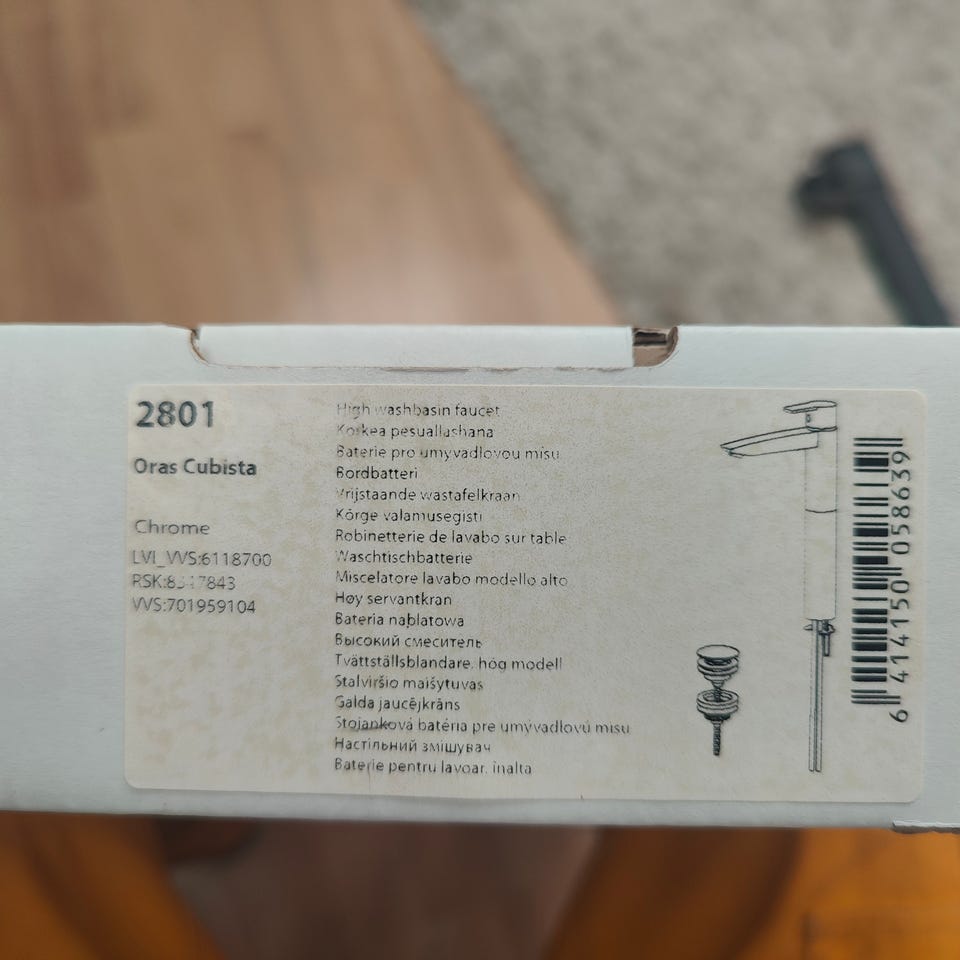 2801
Oras Cubista
Chrome
LVI_VVS:6118700
VVS:701959104
High washbasin faucet
Korkea pesuallashana
Baterie pro umyvadlovou mísu
Bordbatteri
Vrijstaande wastafelkraan
Kõrge valamusegisti
Robinetterie de lavabo sur table
Waschtischbatterie
Miscelatore lavabo modello alto
Høy servantkran
Bateria nablatowa
Высокий смеситель
Tvättställsblandare, hög modell
Stalviršio maišytuvas
Galda jaucējkrāns
Stojanková batéria pre umývadlovú misu
Настільний змішувач
Baterie pentru lavoar, inalta
6 414150 058639